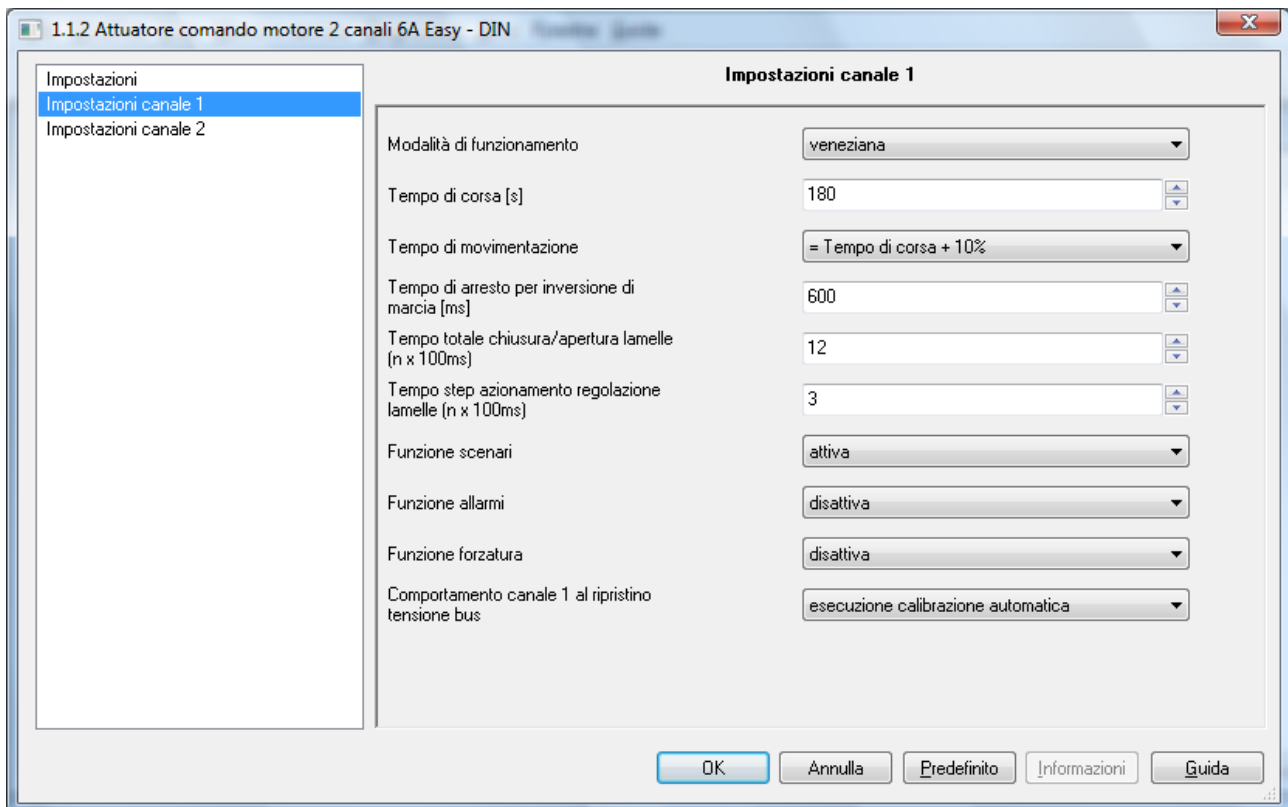 1.1.2 Attuatore comando motore 2 canali 6A Easy - DIN
Impostazioni
Impostazioni canale 1
Impostazioni canale 2
Impostazioni canale 1
Modalità di funzionamento
veneziana
Tempo di corsa [s]
180
Tempo di movimentazione
= Tempo di corsa + 10%
Tempo di arresto per inversione di
marcia [ms]
600
Tempo totale chiusura/apertura lamelle
(n x 100ms)
12
Tempo step azionamento regolazione
lamelle (n x 100ms)
3
Funzione scenari
attiva
Funzione allarmi
disattiva
Funzione forzatura
disattiva
Comportamento canale 1 al ripristino
tensione bus
esecuzione calibrazione automatica
OK
Annulla
Predefinito
Informazioni
Guida